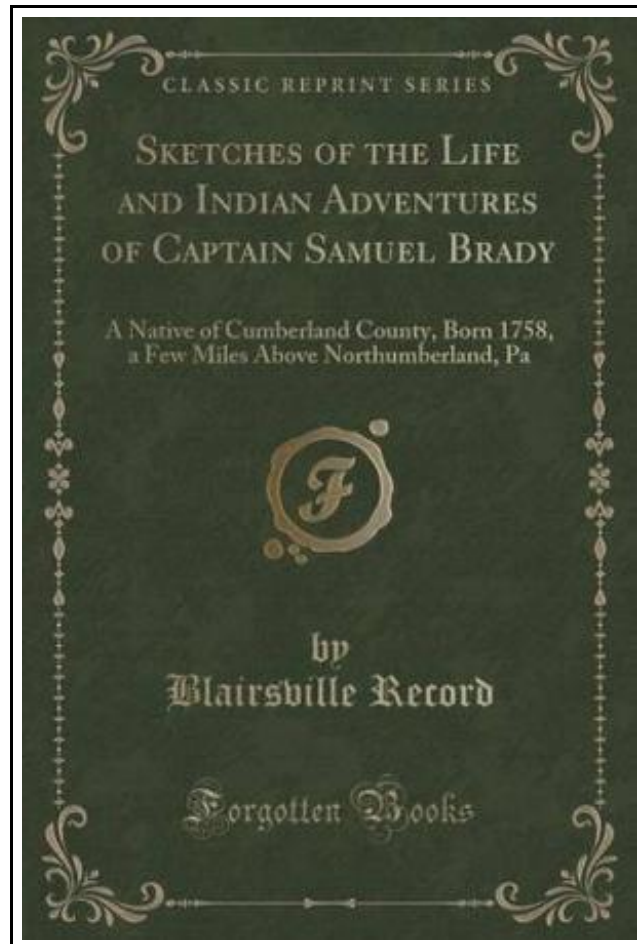 CLASSIC REPRINT SERIES
SKETCHES OF THE LIFE
AND INDIAN ADVENTURES
OF CAPTAIN SAMUEL BRADY
A Native of Cumberland County, Born 1758,
a Few Miles Above Northumberland, Pa
F
by
Blairsville Record
Forgotten Books